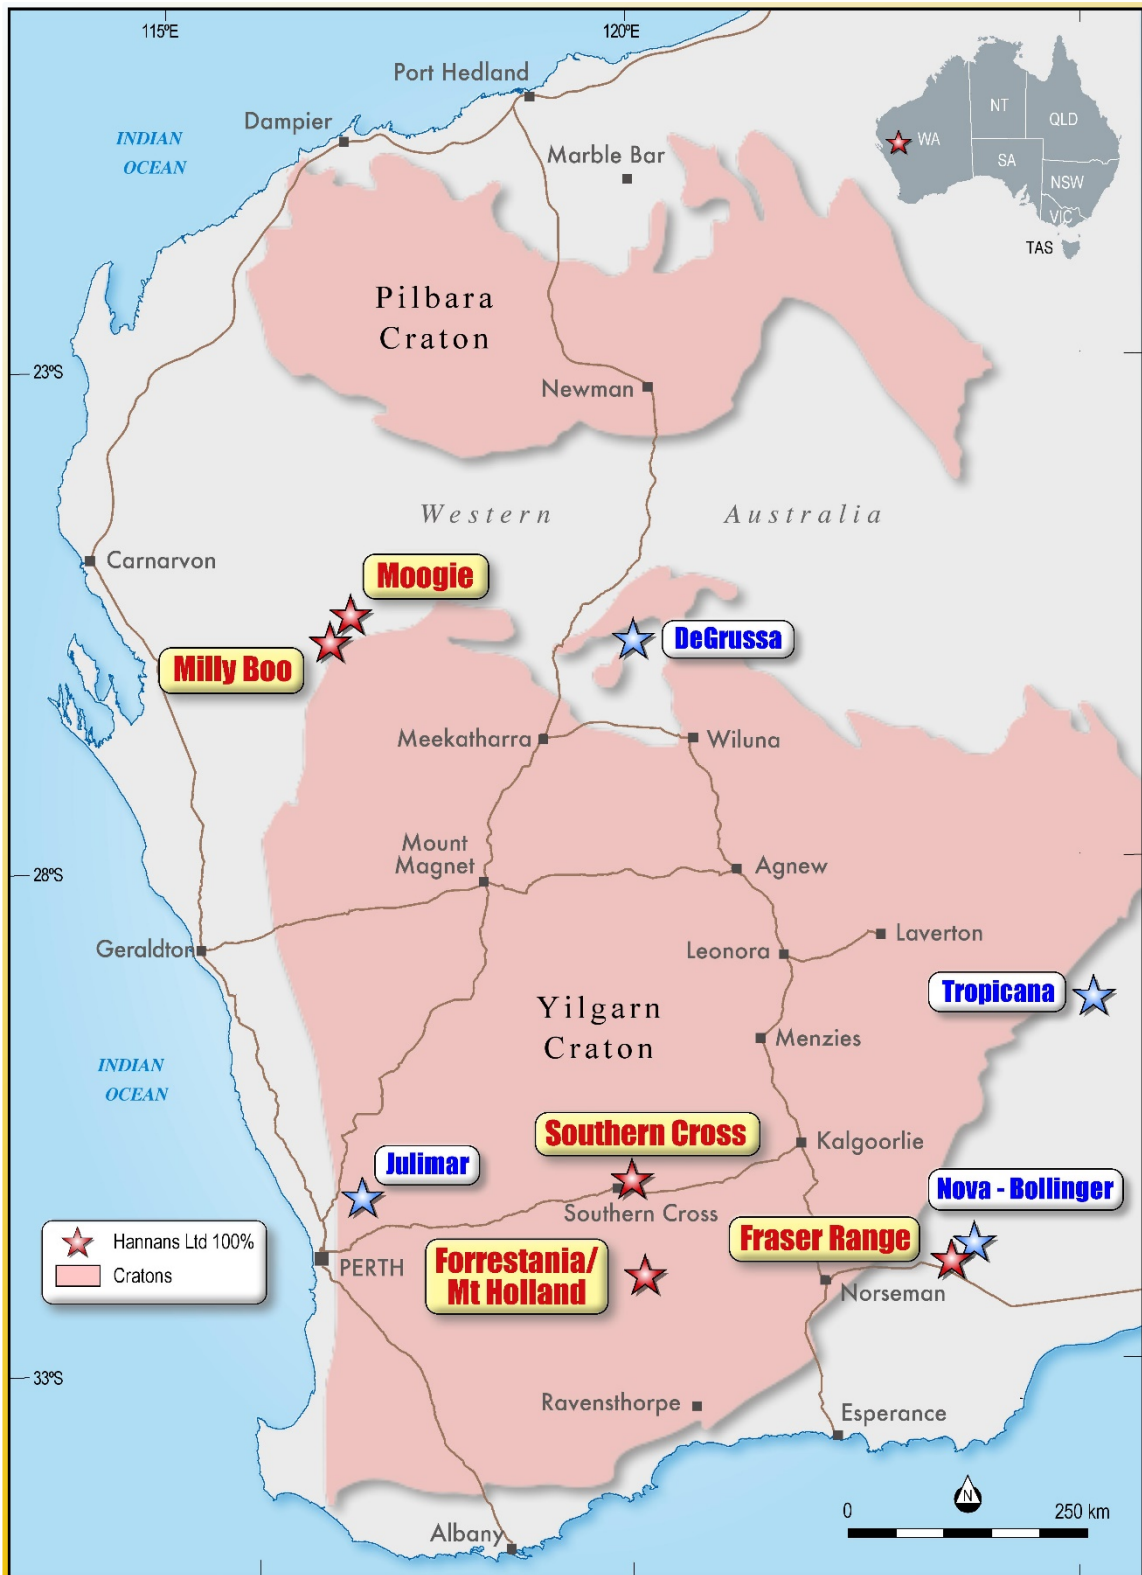 115ºE
120ºE
Port Hedland
Dampier
INDIAN
OCEAN
Marble Bar
NT
QLD
WA
SA
NSW
VIC
TAS
Pilbara
Craton
23ºS
Newman
Western Australia
Carnarvon
Moogie
Milly Boo
DeGrussa
Meekatharra
Wiluna
Mount
Magnet
Agnew
28ºS
Geraldton
Laverton
Leonora
Tropicana
Yilgarn
Craton
Menzies
INDIAN
OCEAN
Southern Cross
Kalgoorlie
Julimar
Nova - Bollinger
Southern Cross
Fraser Range
Hannans Ltd 100%
Cratons
PERTH
Forrestania/
Mt Holland
Norseman
33ºS
Ravensthorpe
Esperance
N
0
250 km
Albany